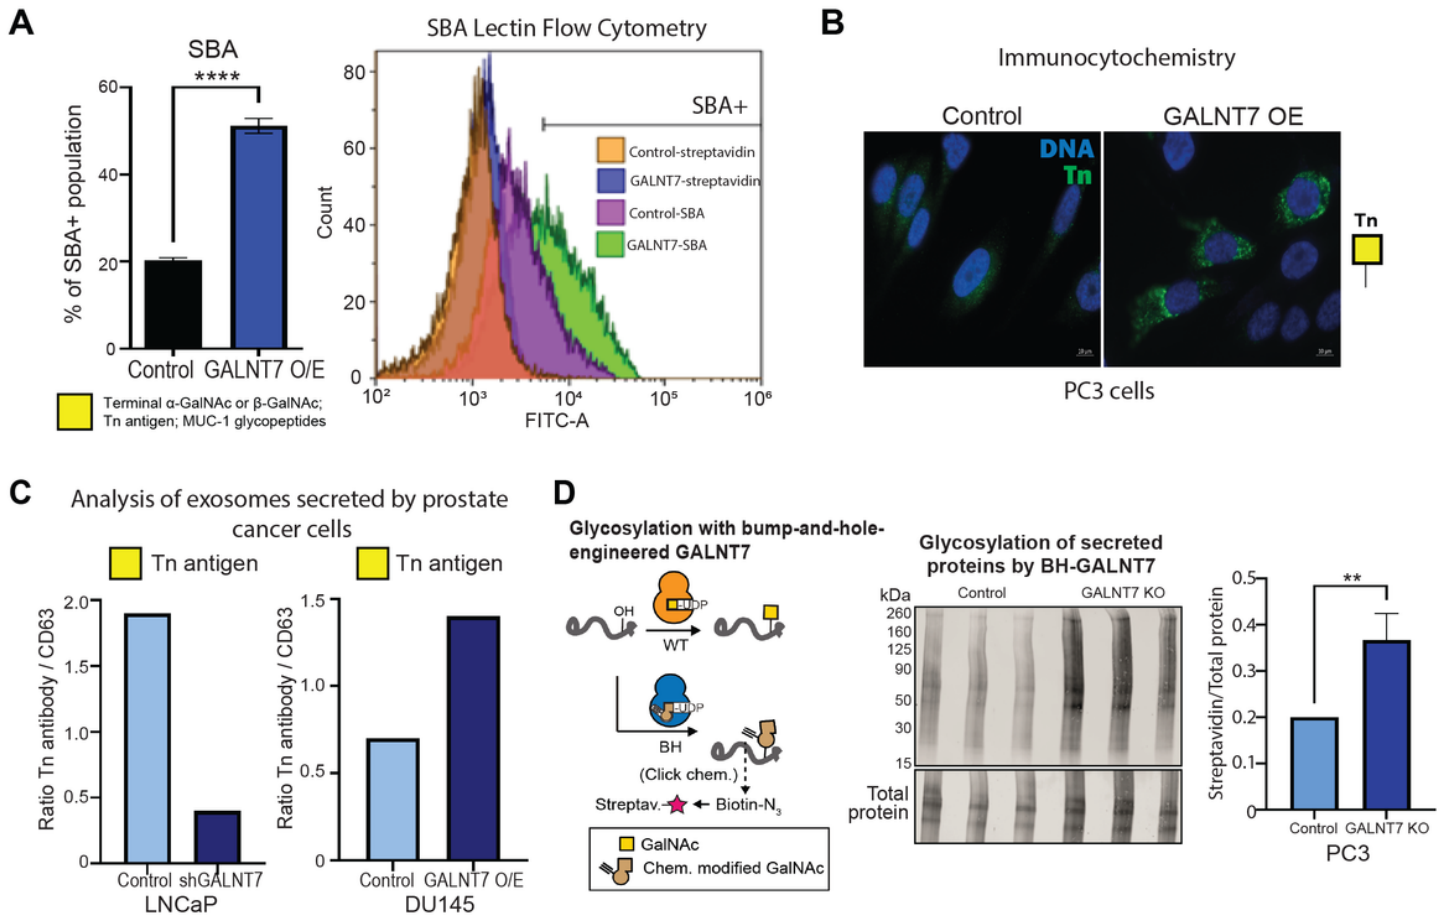 A
SBA
****
% of SBA+ population
60
40
20
0
Control
GALNT7 O/E
Terminal α-GalNAc or β-GalNAc;
Tn antigen; MUC-1 glycopeptides
SBA Lectin Flow Cytometry
Count
80
60
40
20
0
SBA+
Control-streptavidin
GALNT7-streptavidin
Control-SBA
GALNT7-SBA
10²
10³
10⁴
10⁵
10⁶
FITC-A
B
Immunocytochemistry
Control
GALNT7 OE
DNA
Tn
Tn
PC3 cells
C
Analysis of exosomes secreted by prostate
cancer cells
Tn antigen
Ratio Tn antibody / CD63
2.0
1.5
1.0
0.5
0
Control
shGALNT7
LNCaP
Tn antigen
Ratio Tn antibody / CD63
1.5
1.0
0.5
0
Control
GALNT7 O/E
DU145
D
Glycosylation with bump-and-hole-
engineered GALNT7
OH
-UDP
WT
-UDP
BH
(Click chem.)
Streptav.
Biotin-N₃
GalNAc
Chem. modified GalNAc
Glycosylation of secreted
proteins by BH-GALNT7
kDa
Control
GALNT7 KO
260
160
125
90
50
30
15
Total
protein
Streptavidin/Total protein
0.5
0.4
0.3
0.2
0.1
0
**
Control
GALNT7 KO
PC3